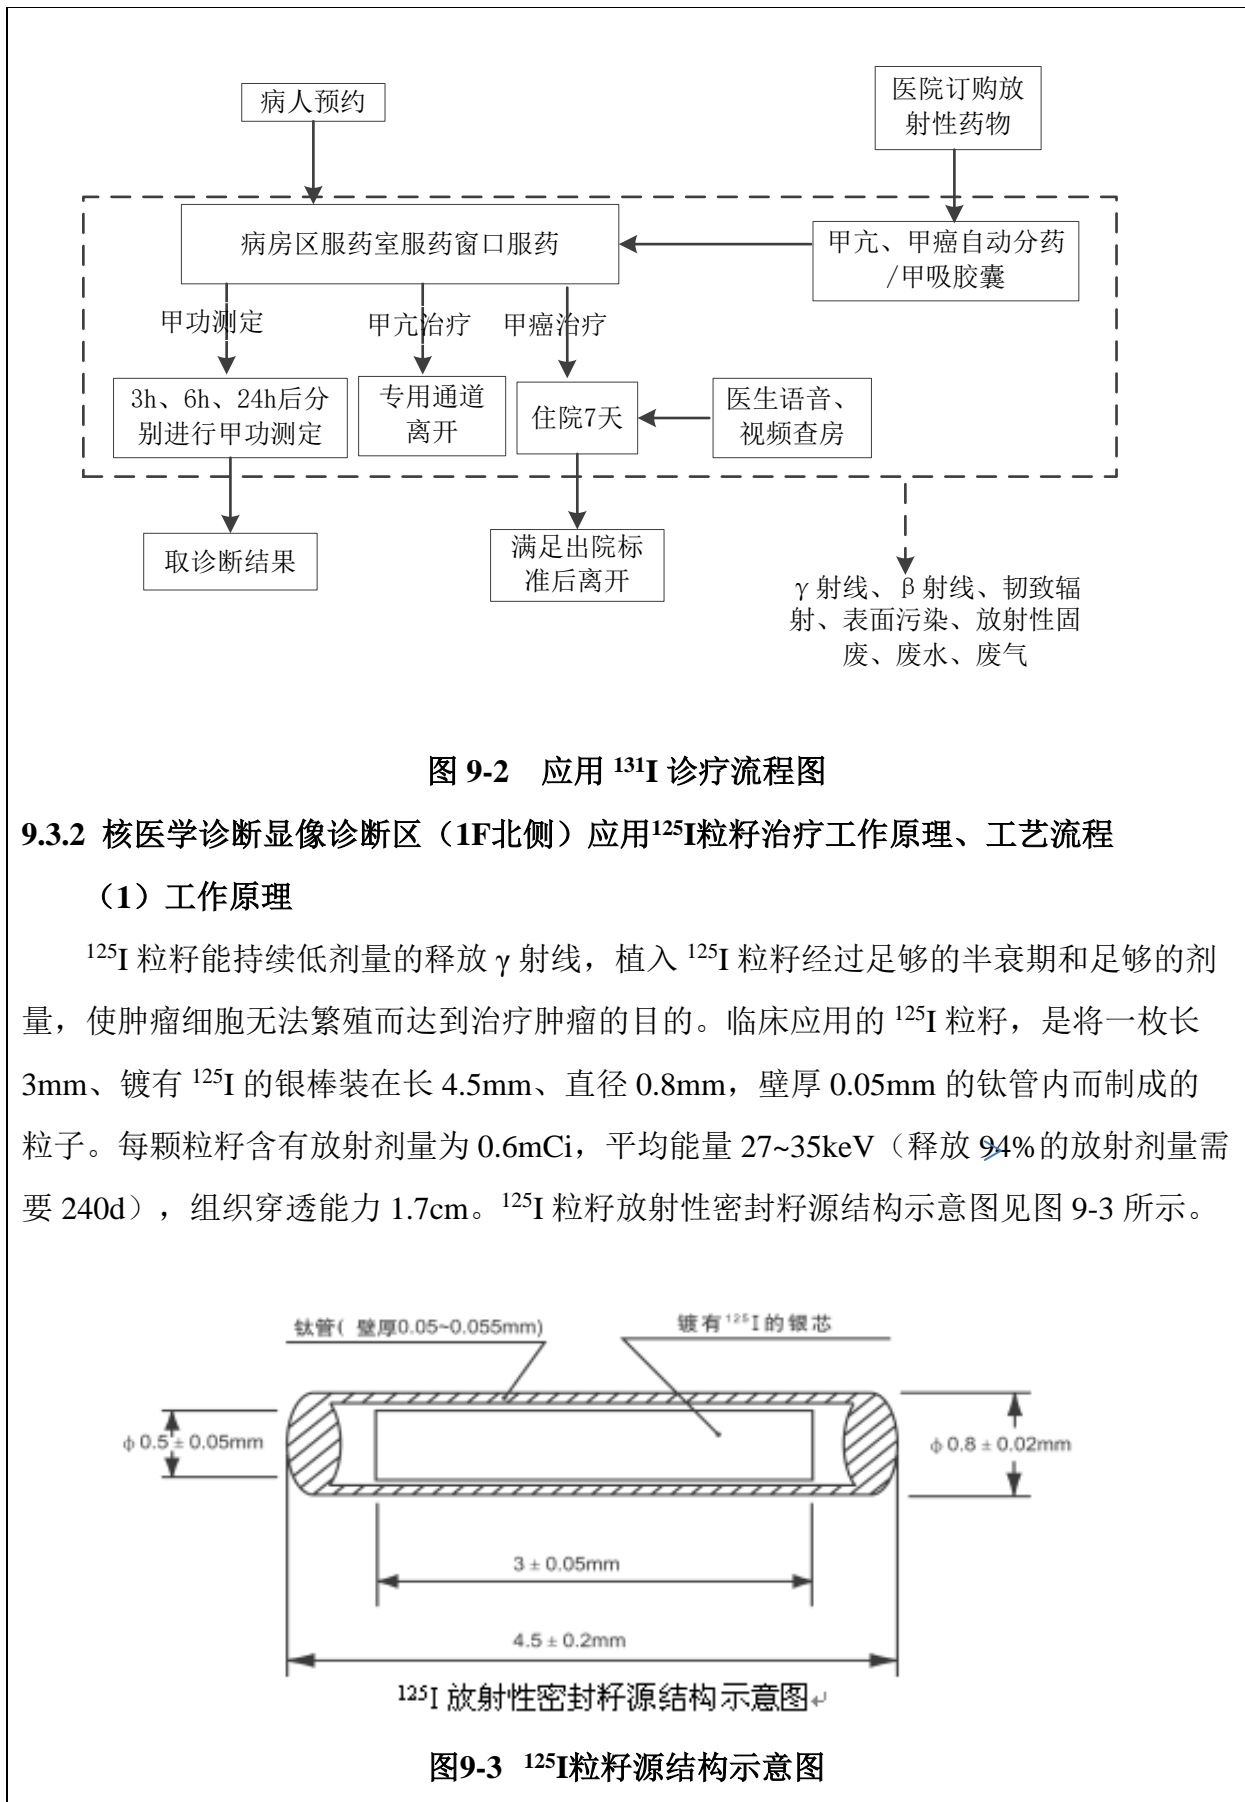 病人预约
医院订购放
射性药物
病房区服药室服药窗口服药
甲亢、甲癌自动分药
/甲吸胶囊
甲功测定
甲亢治疗
甲癌治疗
3h、6h、24h后分
别进行甲功测定
专用通道
离开
住院7天
医生语音、
视频查房
取诊断结果
满足出院标
准后离开
γ射线、β射线、韧致辐
射、表面污染、放射性固
废、废水、废气
图 9-2 应用 ¹³¹I 诊疗流程图
9.3.2 核医学诊断显像诊断区（1F北侧）应用¹²⁵I粒籽治疗工作原理、工艺流程
（1）工作原理
¹²⁵I 粒籽能持续低剂量的释放 γ 射线，植入 ¹²⁵I 粒籽经过足够的半衰期和足够的剂
量，使肿瘤细胞无法繁殖而达到治疗肿瘤的目的。临床应用的 ¹²⁵I 粒籽，是将一枚长
3mm、镀有 ¹²⁵I 的银棒装在长 4.5mm、直径 0.8mm，壁厚 0.05mm 的钛管内而制成的
粒子。每颗粒籽含有放射剂量为 0.6mCi，平均能量 27~35keV（释放 94%的放射剂量需
要 240d），组织穿透能力 1.7cm。¹²⁵I 粒籽放射性密封籽源结构示意图见图 9-3 所示。
钛管( 壁厚0.05~0.055mm)
镀有¹²⁵I的银芯
φ0.5±0.05mm
φ0.8±0.02mm
3±0.05mm
4.5±0.2mm
¹²⁵I 放射性密封籽源结构示意图↵
图9-3 ¹²⁵I粒籽源结构示意图